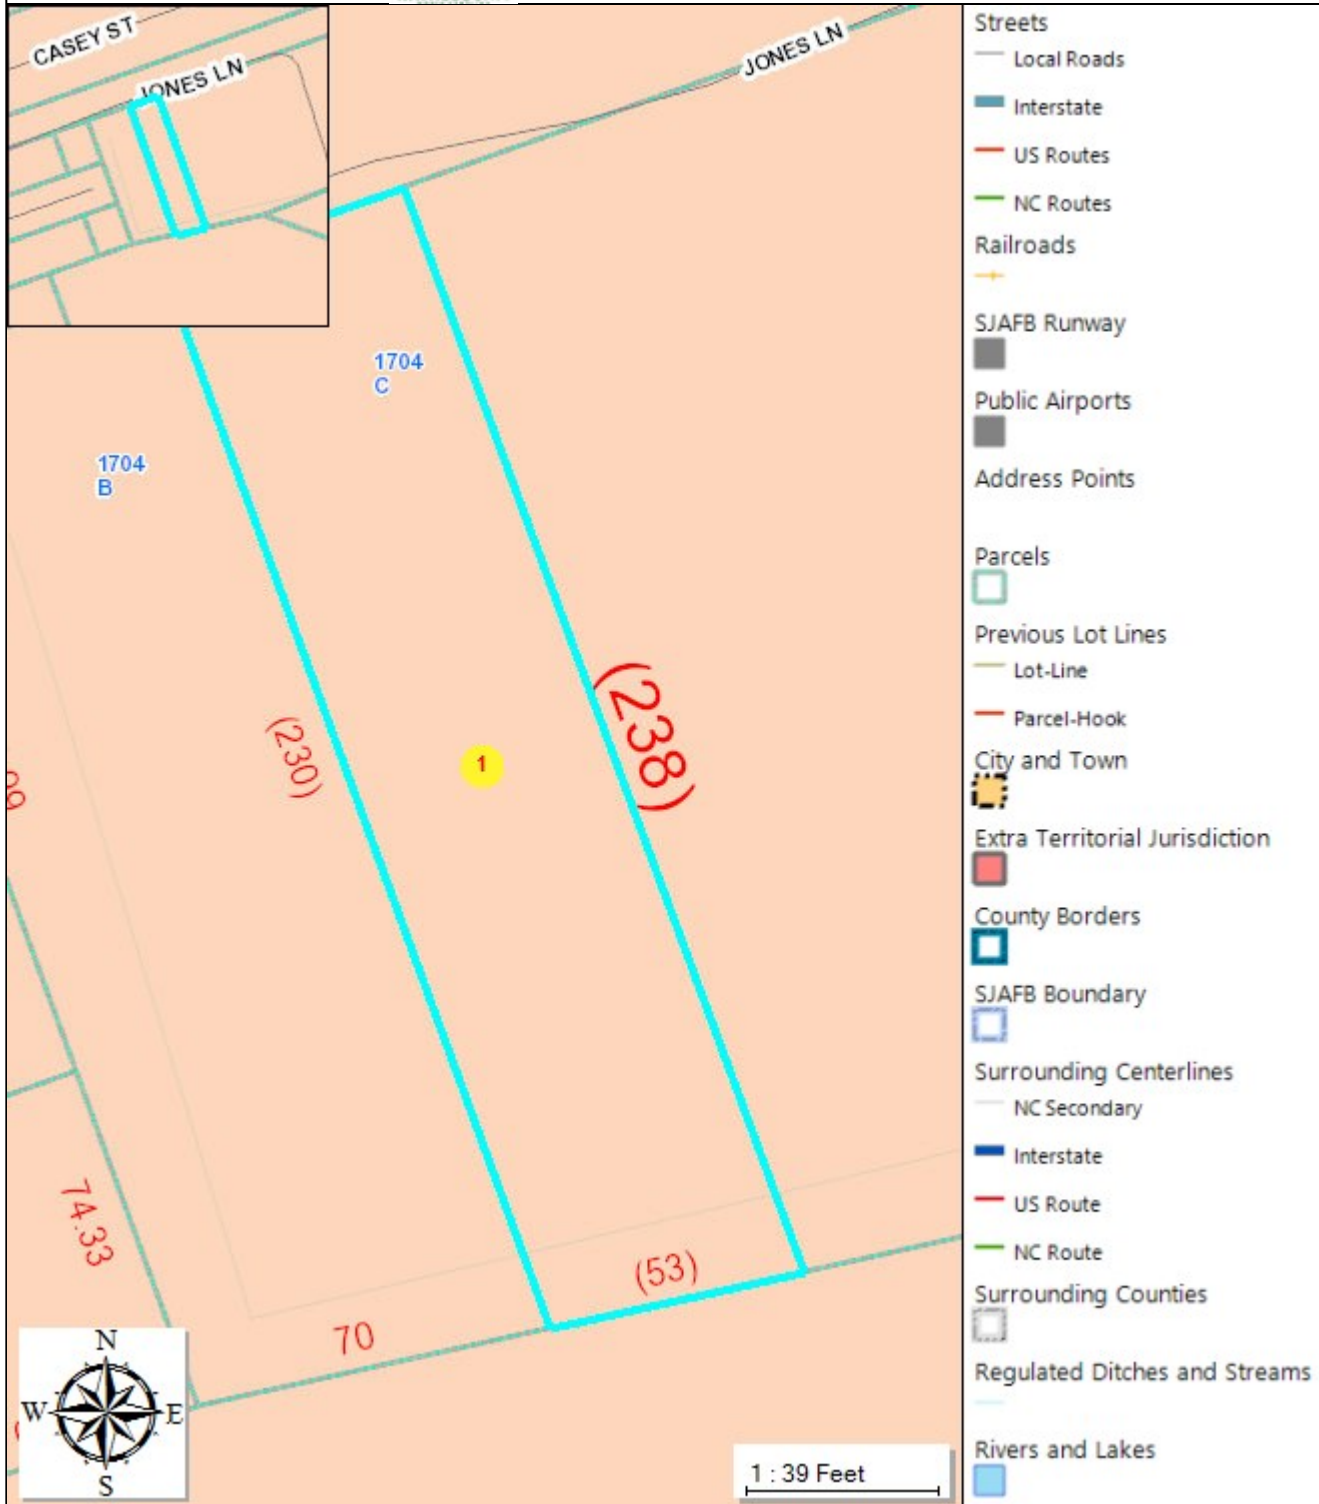 CASEY ST
JONES LN
JONES LN
1704
C
1704
B
(230)
(238)
1
74.33
(53)
70
N
W
E
S
1 : 39 Feet
Streets
Local Roads
Interstate
US Routes
NC Routes
Railroads
SJAFB Runway
Public Airports
Address Points
Parcels
Previous Lot Lines
Lot-Line
Parcel-Hook
City and Town
Extra Territorial Jurisdiction
County Borders
SJAFB Boundary
Surrounding Centerlines
NC Secondary
Interstate
US Route
NC Route
Surrounding Counties
Regulated Ditches and Streams
Rivers and Lakes